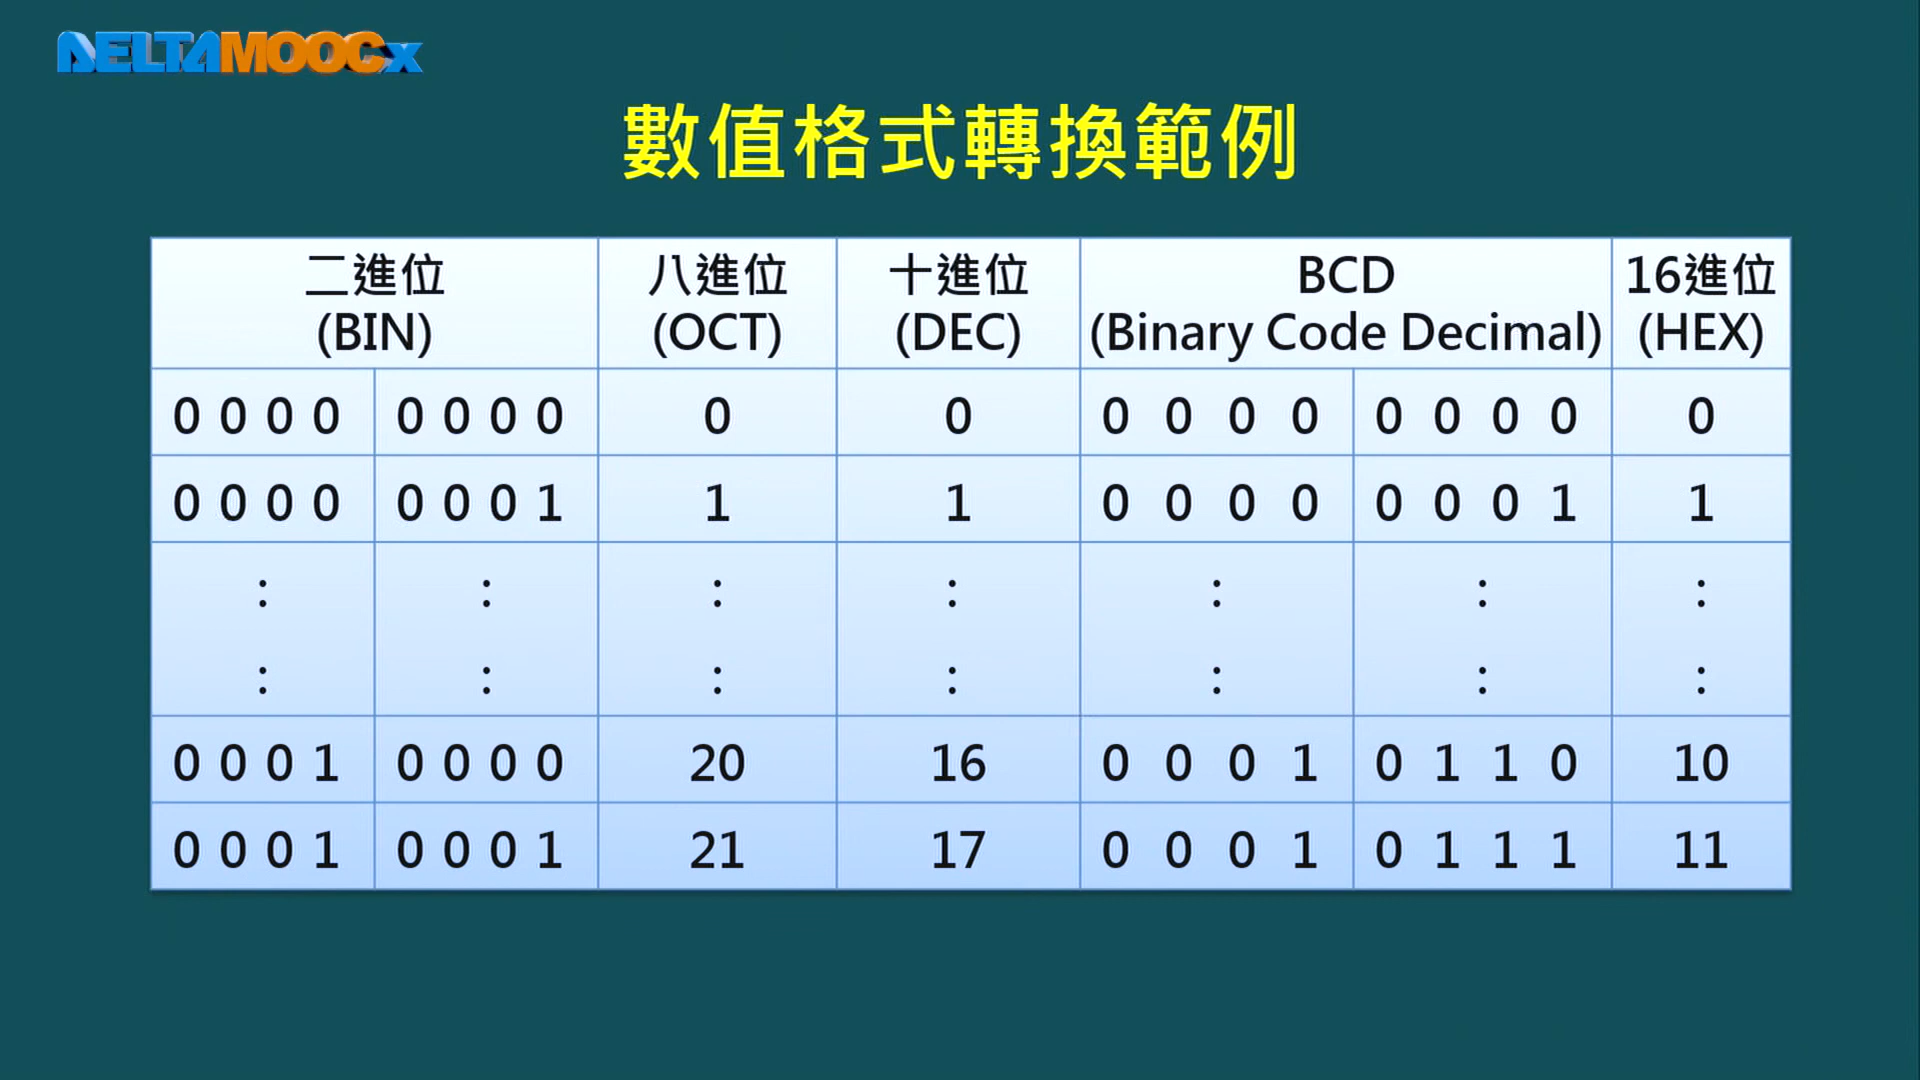 DELTAMOOCx
數值格式轉換範例
二進位 八進位 十進位 BCD 16進位
(BIN) (OCT) (DEC) (Binary Code Decimal) (HEX)
0 0 0 0 0 0 0 0 0 0 0 0 0 0 0 0 0 0 0
0 0 0 0 0 0 0 1 1 1 0 0 0 0 0 0 0 1 1
: : : : : : :
: : : : : : :
0 0 0 1 0 0 0 0 20 16 0 0 0 1 0 1 1 0 10
0 0 0 1 0 0 0 1 21 17 0 0 0 1 0 1 1 1 11